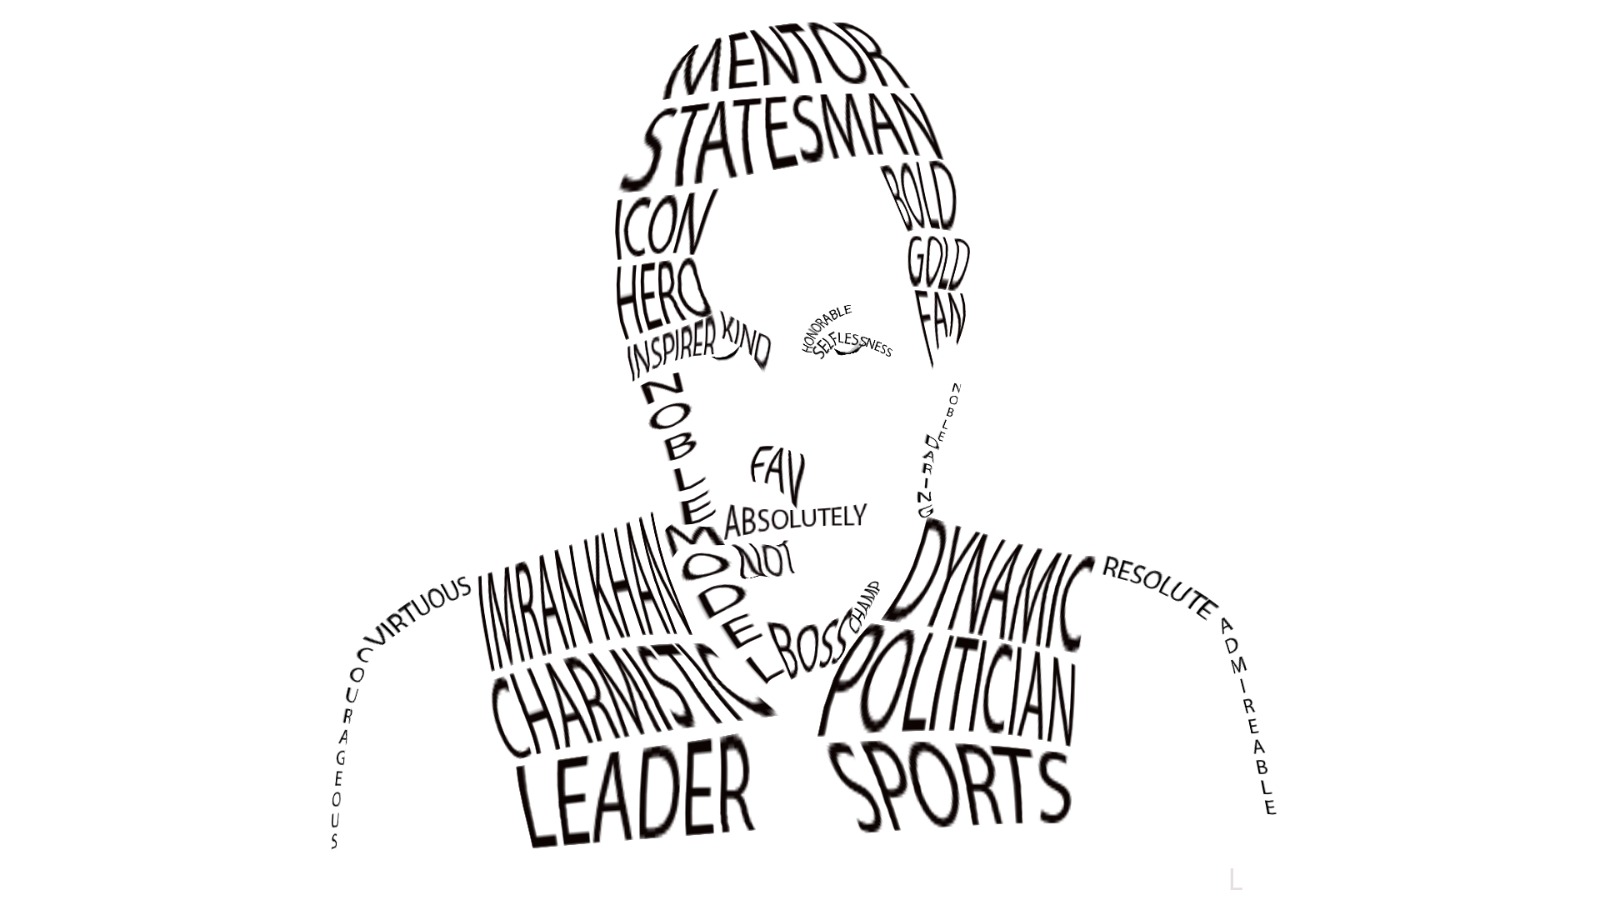 MENTOR
STATESMAN
ICON
BOLD
HERO
GOLD
FAN
INSPIRER
KIND
HONORABLE
SELFLESSNESS
NOBLE
NOBLE
DARING
FAV
ABSOLUTELY
NOT
MODEL
BOSS
CHAMP
COURAGEOUS
VIRTUOUS
IMRAN KHAN
DYNAMIC
RESOLUTE
ADMIREABLE
CHARMISTIC
POLITICIAN
LEADER
SPORTS
L